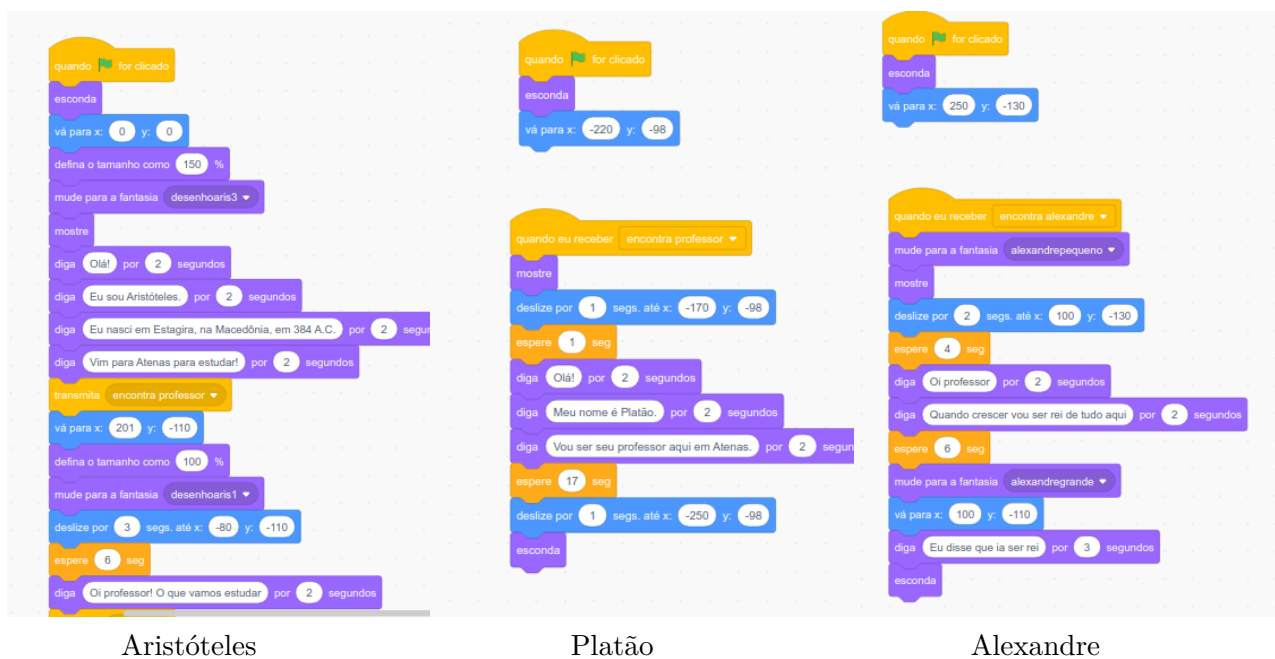 quando for clicado
esconda
vá para x: 0 y: 0
defina o tamanho como 150 %
mude para a fantasia desenhoaris3
mostre
diga Olá! por 2 segundos
diga Eu sou Aristóteles. por 2 segundos
diga Eu nasci em Estagira, na Macedônia, em 384 A.C. por 2 segur
diga Vim para Atenas para estudar! por 2 segundos
transmita encontra professor
vá para x: 201 y: -110
defina o tamanho como 100 %
mude para a fantasia desenhoaris1
deslize por 3 segs. até x: -80 y: -110
espere 6 seg
diga Oi professor! O que vamos estudar por 2 segundos
Aristóteles
quando for clicado
esconda
vá para x: -220 y: -98
quando eu receber encontra professor
mostre
deslize por 1 segs. até x: -170 y: -98
espere 1 seg
diga Olá! por 2 segundos
diga Meu nome é Platão. por 2 segundos
diga Vou ser seu professor aqui em Atenas. por 2 segun
espere 17 seg
deslize por 1 segs. até x: -250 y: -98
esconda
Platão
quando for clicado
esconda
vá para x: 250 y: -130
quando eu receber encontra alexandre
mude para a fantasia alexandrepequeno
mostre
deslize por 2 segs. até x: 100 y: -130
espere 4 seg
diga Oi professor por 2 segundos
diga Quando crescer vou ser rei de tudo aqui por 2 segundos
espere 6 seg
mude para a fantasia alexandregrande
vá para x: 100 y: -110
diga Eu disse que ia ser rei por 3 segundos
esconda
Alexandre